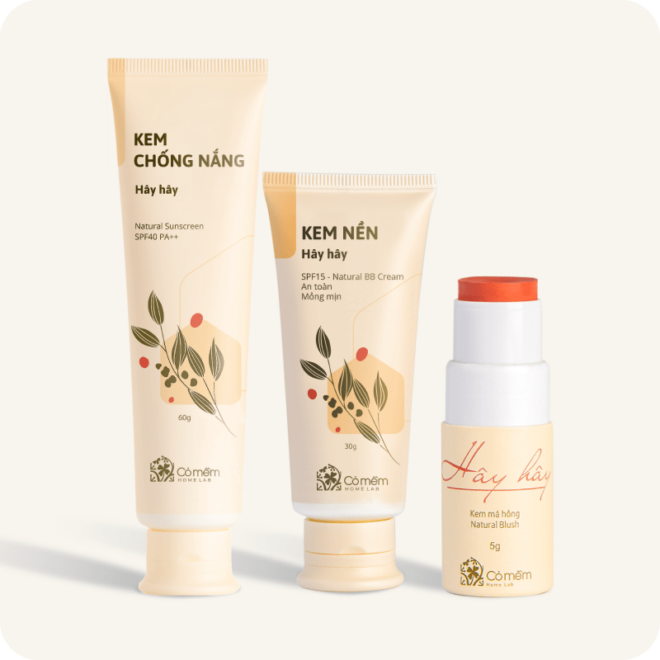 KEM
CHỐNG NẮNG
Hây hây
Natural Sunscreen
SPF40 PA++
60g
Cỏ mềm
HOME LAB
KEM NỀN
Hây hây
SPF15 - Natural BB Cream
An toàn
Mỏng mịn
30g
Cỏ mềm
HOME LAB
Hây hây
Kem má hồng
Natural Blush
5g
Cỏ mềm
Home Lab